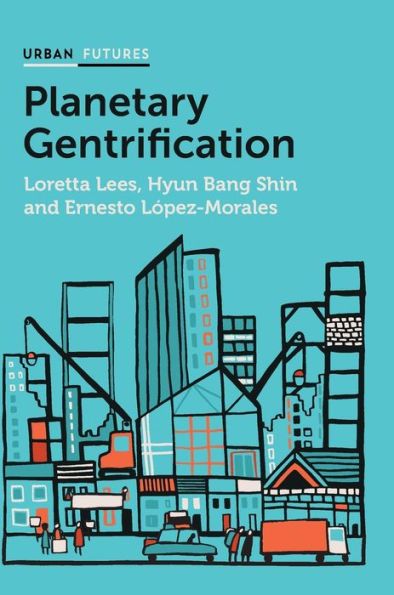 URBAN FUTURES
Planetary
Gentrification
Loretta Lees, Hyun Bang Shin
and Ernesto López-Morales